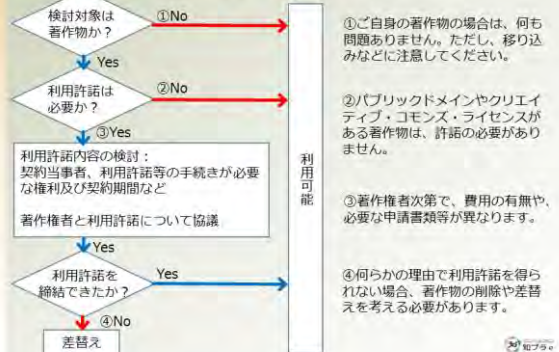 検討対象は
著作物か？
①No
Yes
利用許諾は
必要か？
②No
③Yes
利用許諾内容の検討：
契約当事者、利用許諾等の手続きが必要
な権利及び契約期間など
著作権者と利用許諾について協議
Yes
利用許諾を
締結できたか？
Yes
④No
差替え
利用可能
①ご自身の著作物の場合は、何も
問題ありません。ただし、移り込
みなどに注意してください。
②パブリックドメインやクリエイ
ティブ・コモンズ・ライセンスが
ある著作物は、許諾の必要があり
ません。
③著作権者次第で、費用の有無や、
必要な申請書類等が異なります。
④何らかの理由で利用許諾を得ら
れない場合、著作物の削除や差替
えを考える必要があります。
知プラe